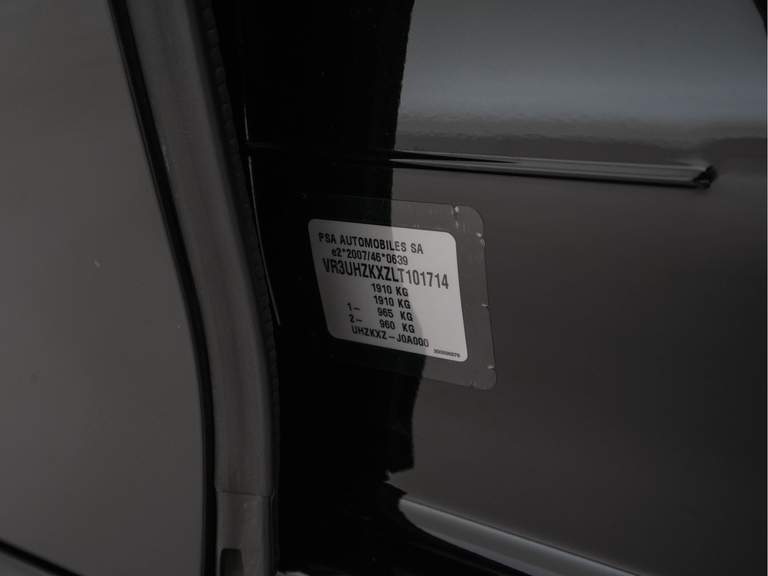 PSA AUTOMOBILES SA
e2*2007/46*0639
VR3UHZKXZLT101714
1910 KG
1910 KG
1– 965 KG
2– 960 KG
UHZKXZ–J0A000